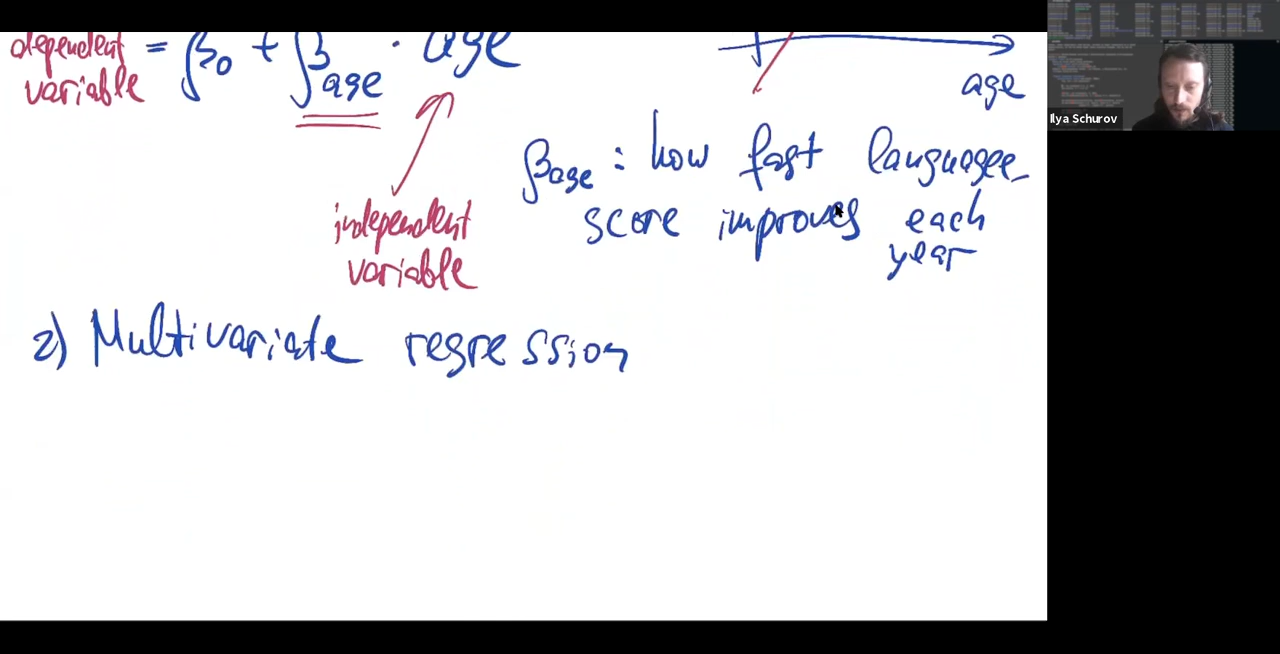 dependent variable = β0 + βage · age
independent variable
age
βage : how fast languagee_
score improves each
year
2) Multivariate regression
Ilya Schurov